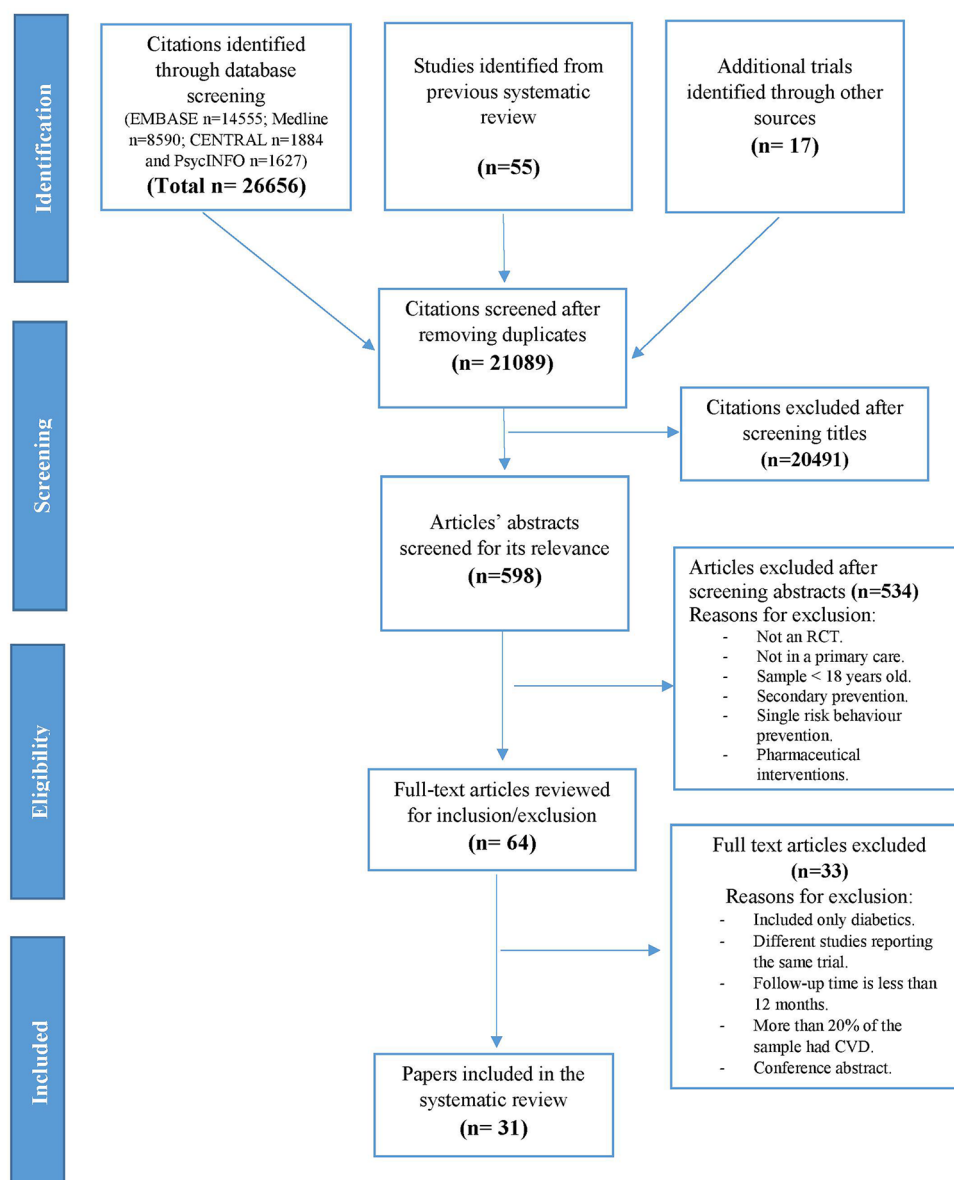 Identification
Citations identified
through database
screening
(EMBASE n=14555; Medline
n=8590; CENTRAL n=1884
and PsycINFO n=1627)
(Total n= 26656)
Studies identified from
previous systematic
review
(n=55)
Additional trials
identified through other
sources
(n= 17)
Screening
Citations screened after
removing duplicates
(n= 21089)
Citations excluded after
screening titles
(n=20491)
Articles’ abstracts
screened for its relevance
(n=598)
Articles excluded after
screening abstracts (n=534)
Reasons for exclusion:
- Not an RCT.
- Not in a primary care.
- Sample < 18 years old.
- Secondary prevention.
- Single risk behaviour
prevention.
- Pharmaceutical
interventions.
Eligibility
Full-text articles reviewed
for inclusion/exclusion
(n= 64)
Full text articles excluded
(n=33)
Reasons for exclusion:
- Included only diabetics.
- Different studies reporting
the same trial.
- Follow-up time is less than
12 months.
- More than 20% of the
sample had CVD.
- Conference abstract.
Included
Papers included in the
systematic review
(n= 31)